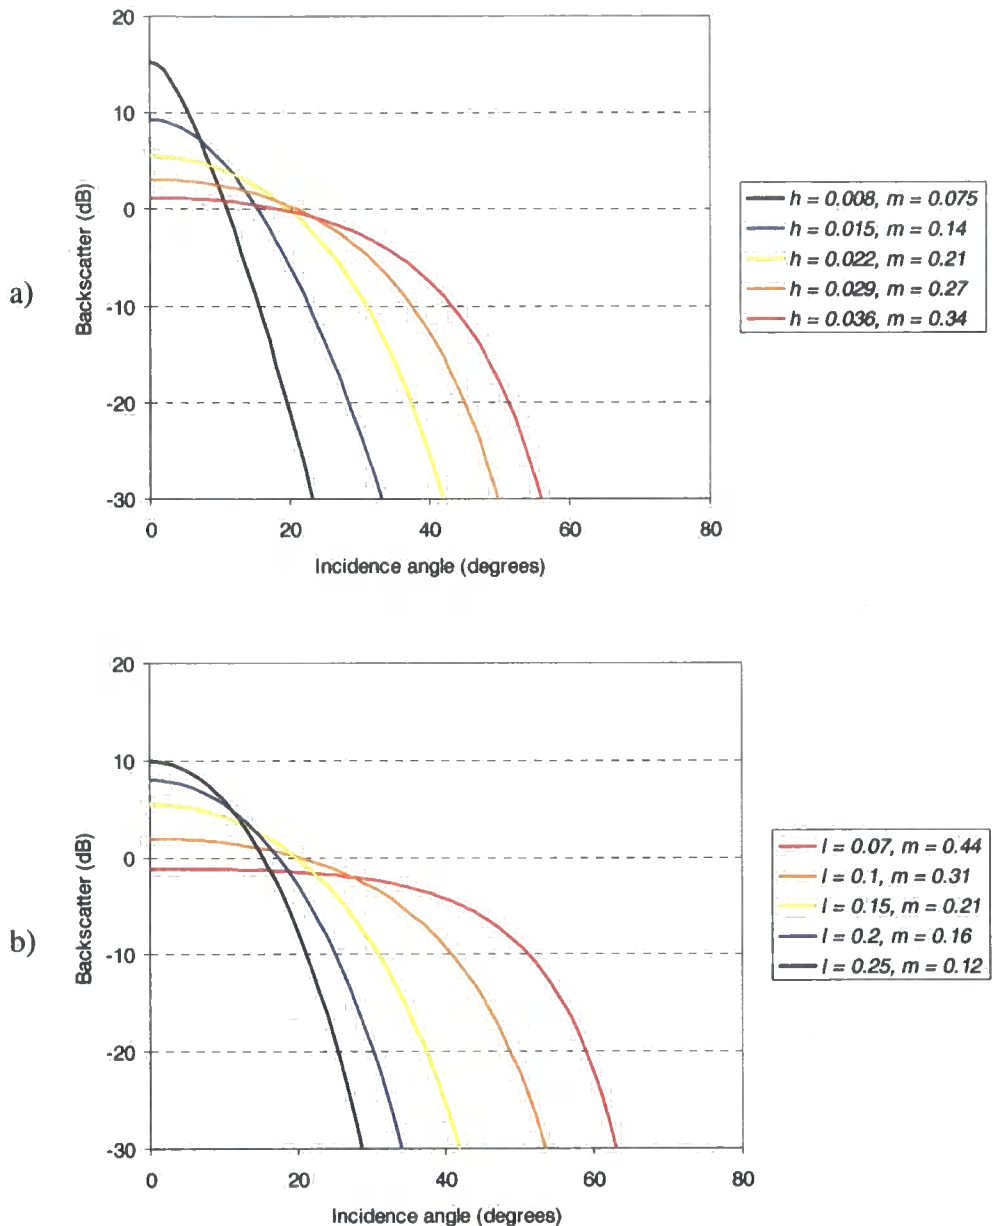 a)
Backscatter (dB)
20
10
0
-10
-20
-30
0 20 40 60 80
Incidence angle (degrees)
h = 0.008, m = 0.075
h = 0.015, m = 0.14
h = 0.022, m = 0.21
h = 0.029, m = 0.27
h = 0.036, m = 0.34
b)
Backscatter (dB)
20
10
0
-10
-20
-30
0 20 40 60 80
Incidence angle (degrees)
l = 0.07, m = 0.44
l = 0.1, m = 0.31
l = 0.15, m = 0.21
l = 0.2, m = 0.16
l = 0.25, m = 0.12